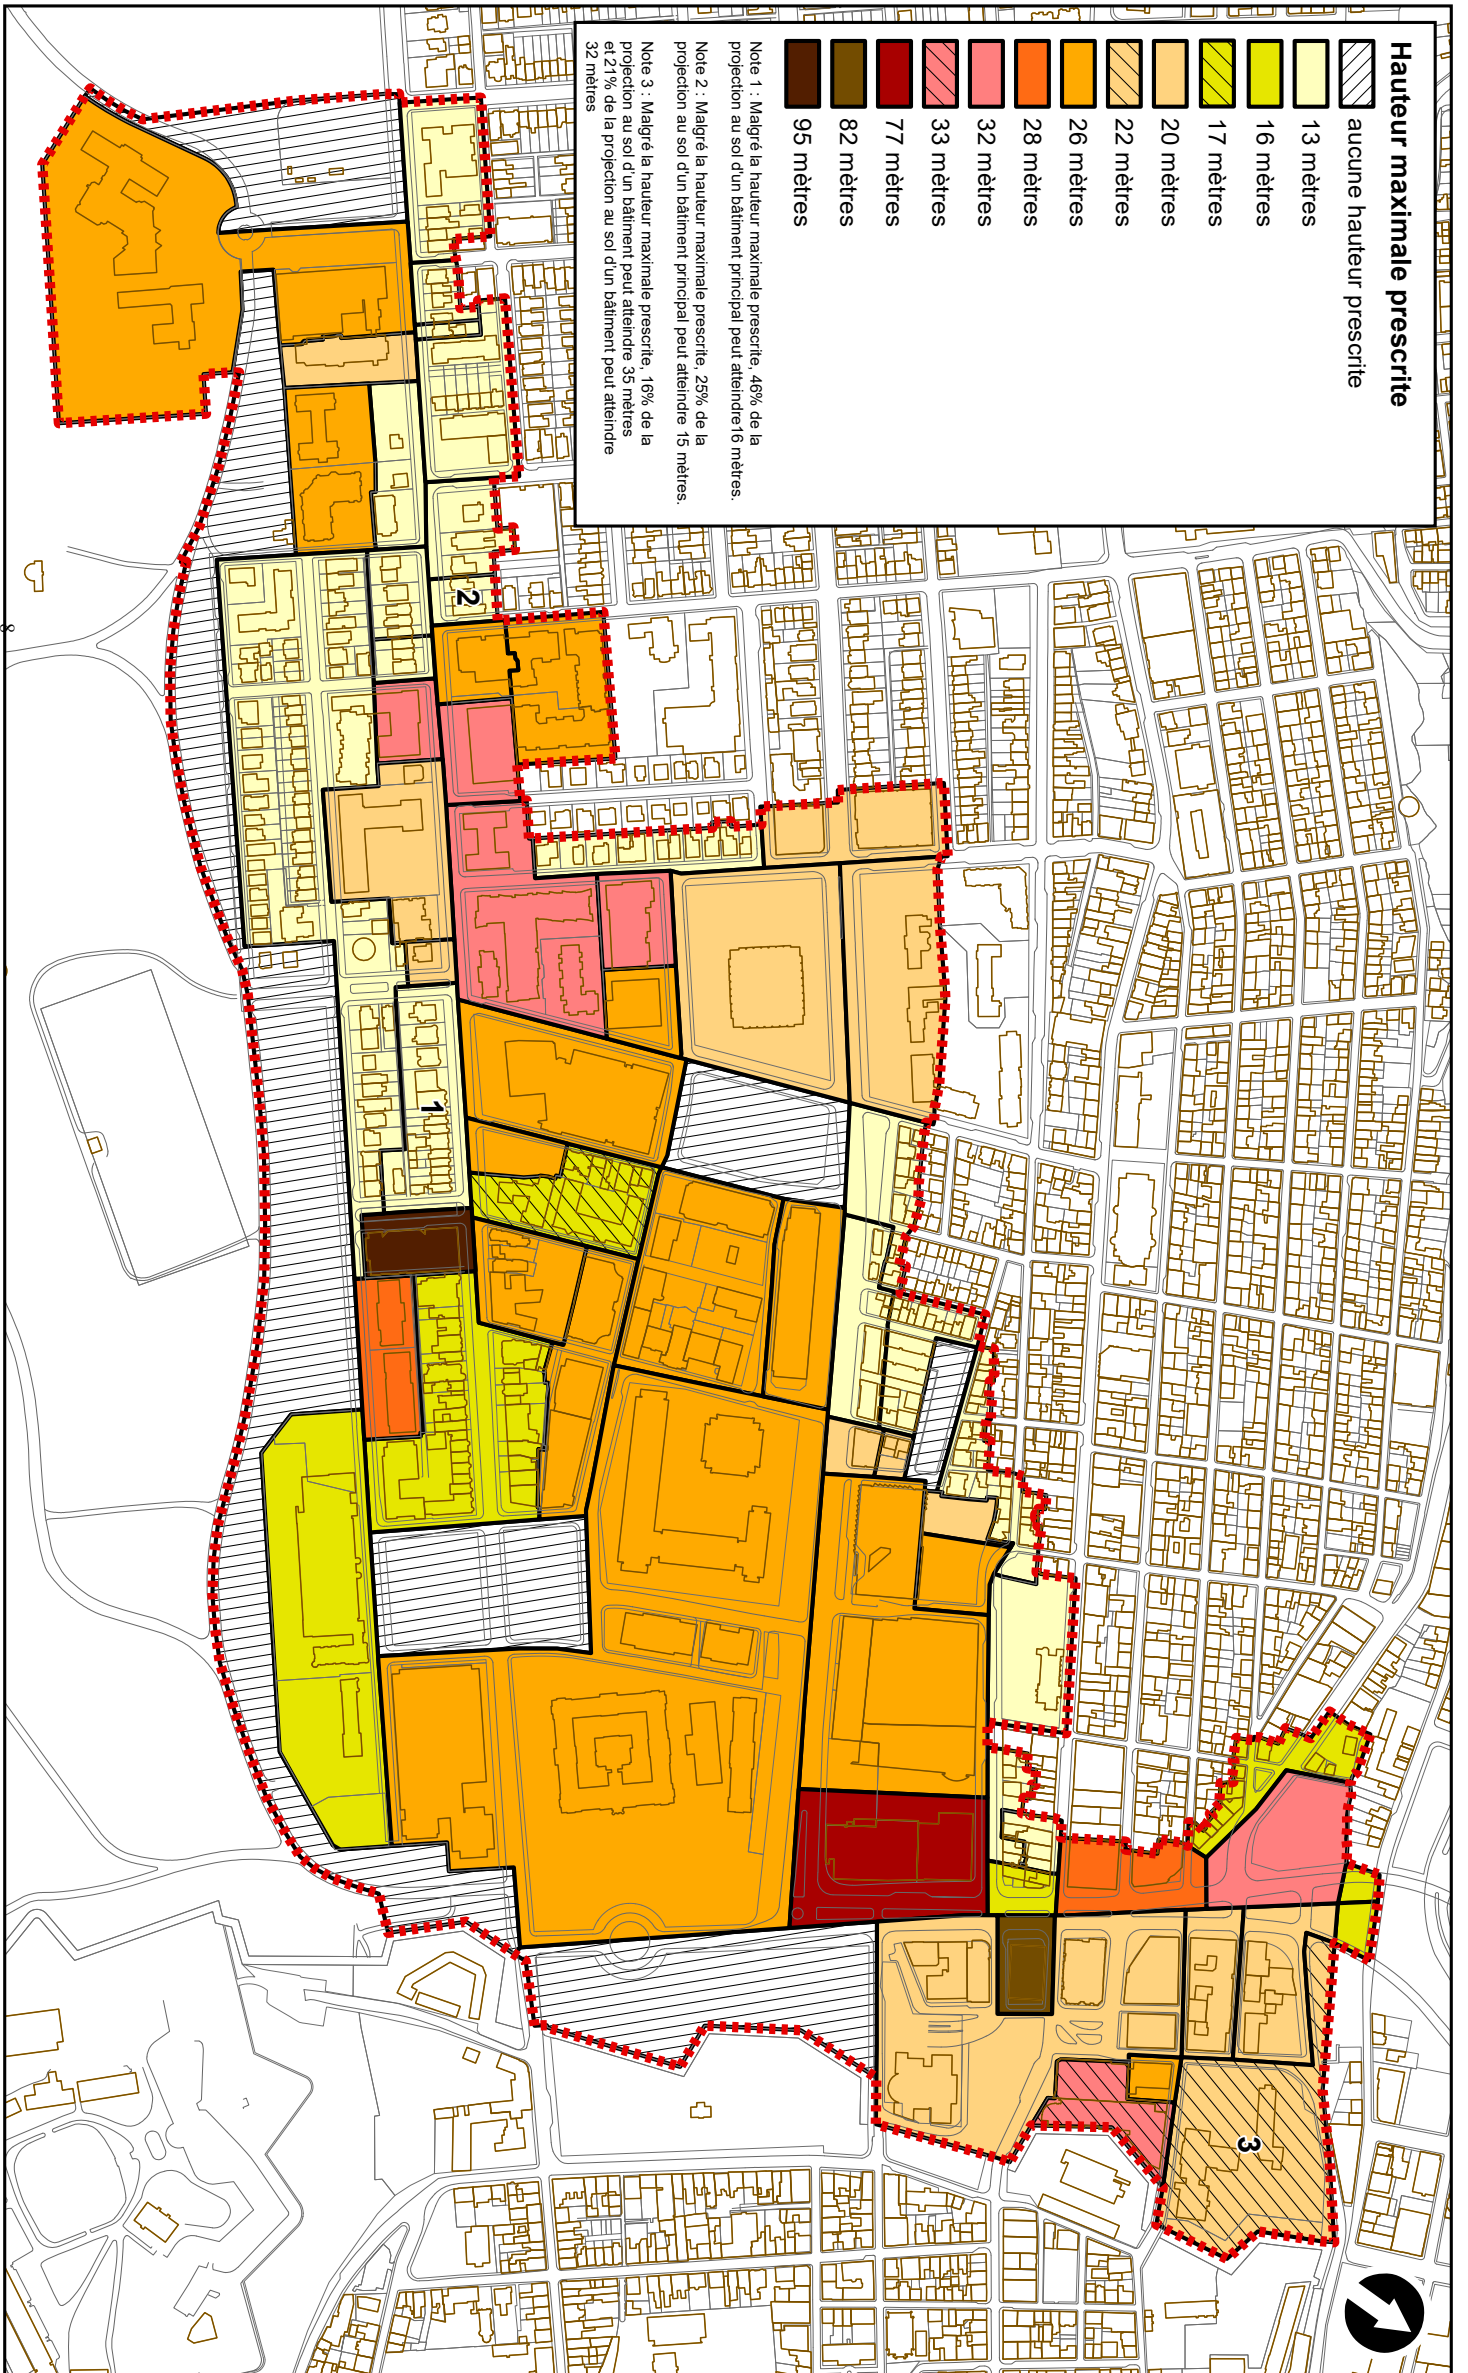 Hauteur maximale prescrite
aucune hauteur prescrite
13 mètres
16 mètres
17 mètres
20 mètres
22 mètres
26 mètres
28 mètres
32 mètres
33 mètres
77 mètres
82 mètres
95 mètres
Note 1 : Malgré la hauteur maximale prescrite, 46% de la
projection au sol d'un bâtiment principal peut atteindre16 mètres.
Note 2 : Malgré la hauteur maximale prescrite, 25% de la
projection au sol d'un bâtiment principal peut atteindre 15 mètres.
Note 3 : Malgré la hauteur maximale prescrite, 16% de la
projection au sol d'un bâtiment peut atteindre 35 mètres
et 21% de la projection au sol d'un bâtiment peut atteindre
32 mètres
2
1
3
8